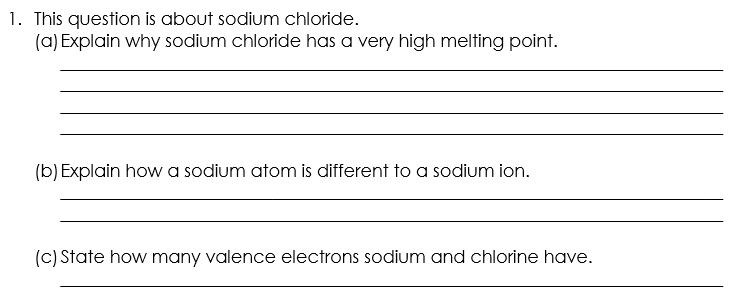 1. This question is about sodium chloride.
(a) Explain why sodium chloride has a very high melting point.
(b) Explain how a sodium atom is different to a sodium ion.
(c) State how many valence electrons sodium and chlorine have.